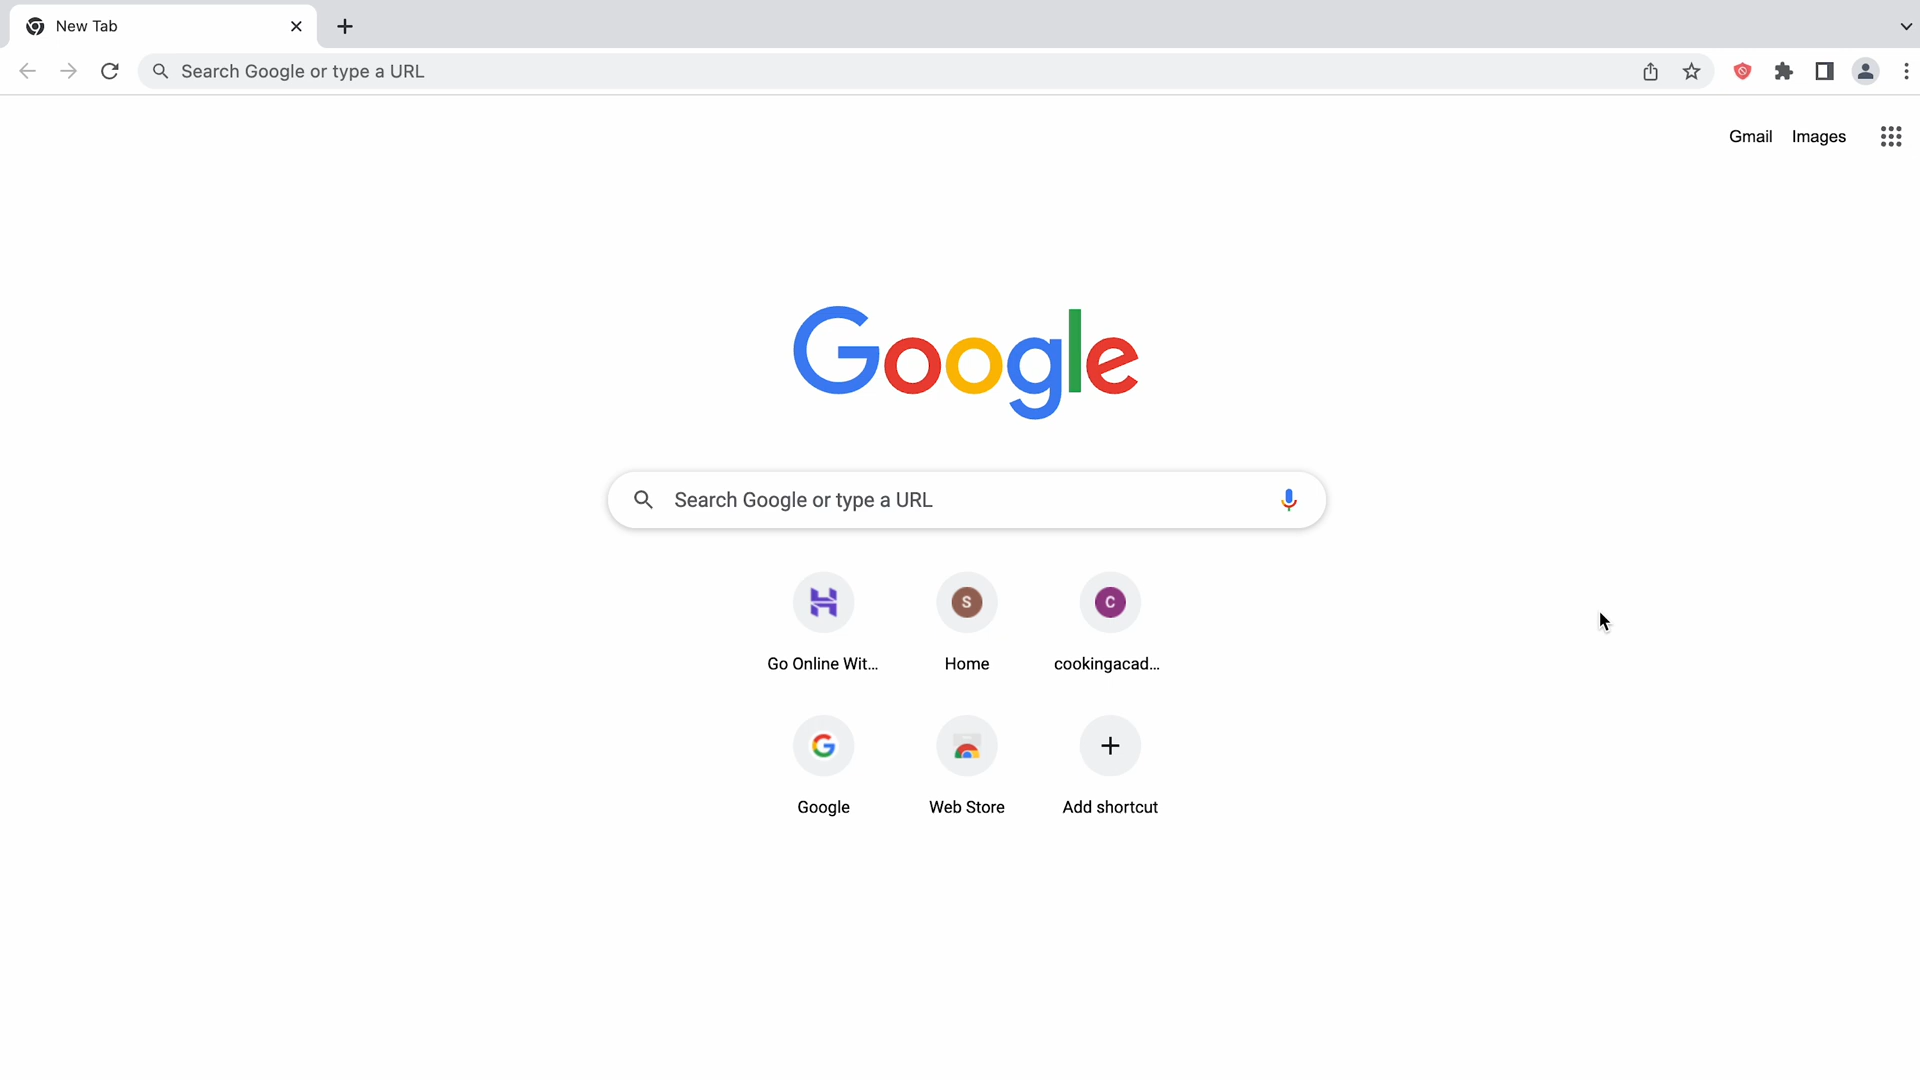 New Tab
Search Google or type a URL
Gmail Images
Google
Search Google or type a URL
S C
Go Online Wit... Home cookingacad...
G
Google Web Store Add shortcut